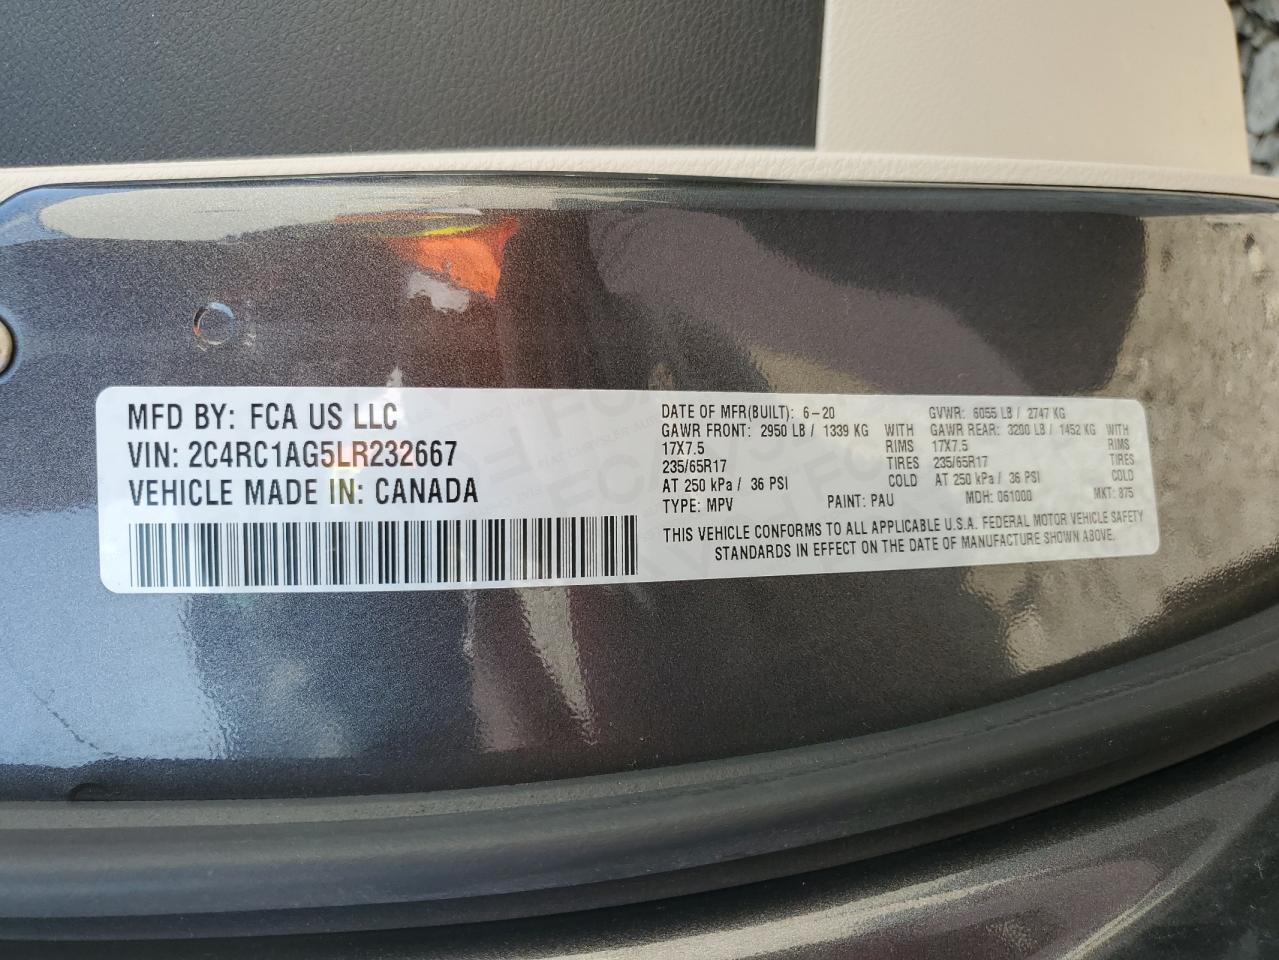 MFD BY: FCA US LLC
VIN: 2C4RC1AG5LR232667
VEHICLE MADE IN: CANADA
DATE OF MFR(BUILT): 6-20 GVWR: 6055 LB / 2747 KG
GAWR FRONT: 2950 LB / 1339 KG WITH GAWR REAR: 3200 LB / 1452 KG WITH
17X7.5 RIMS 17X7.5 RIMS
235/65R17 TIRES 235/65R17 TIRES
AT 250 kPa / 36 PSI COLD AT 250 kPa / 36 PSI COLD
TYPE: MPV PAINT: PAU MDH: 061000 MKT: 875
THIS VEHICLE CONFORMS TO ALL APPLICABLE U.S.A. FEDERAL MOTOR VEHICLE SAFETY
STANDARDS IN EFFECT ON THE DATE OF MANUFACTURE SHOWN ABOVE.